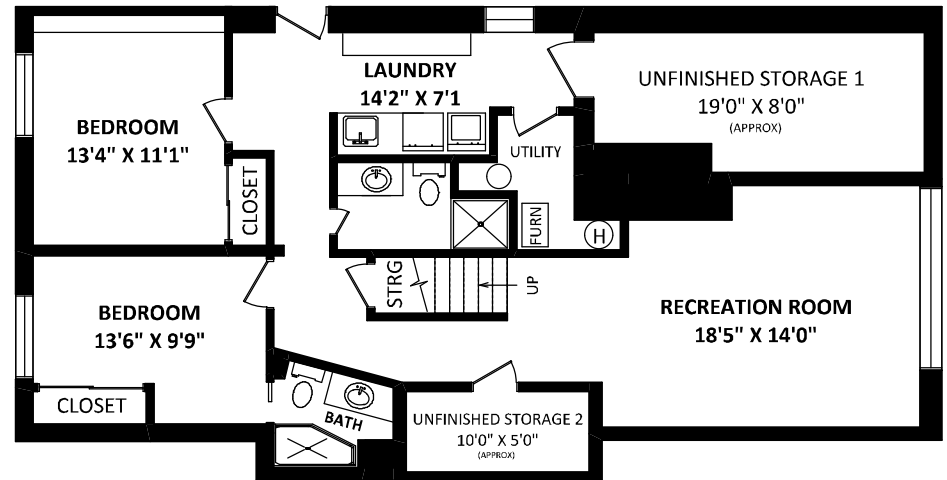 LAUNDRY
14'2" X 7'1
UNFINISHED STORAGE 1
19'0" X 8'0"
(APPROX)
BEDROOM
13'4" X 11'1"
UTILITY
CLOSET
FURN
H
STRG
UP
BEDROOM
13'6" X 9'9"
RECREATION ROOM
18'5" X 14'0"
CLOSET
BATH
UNFINISHED STORAGE 2
10'0" X 5'0"
(APPROX)